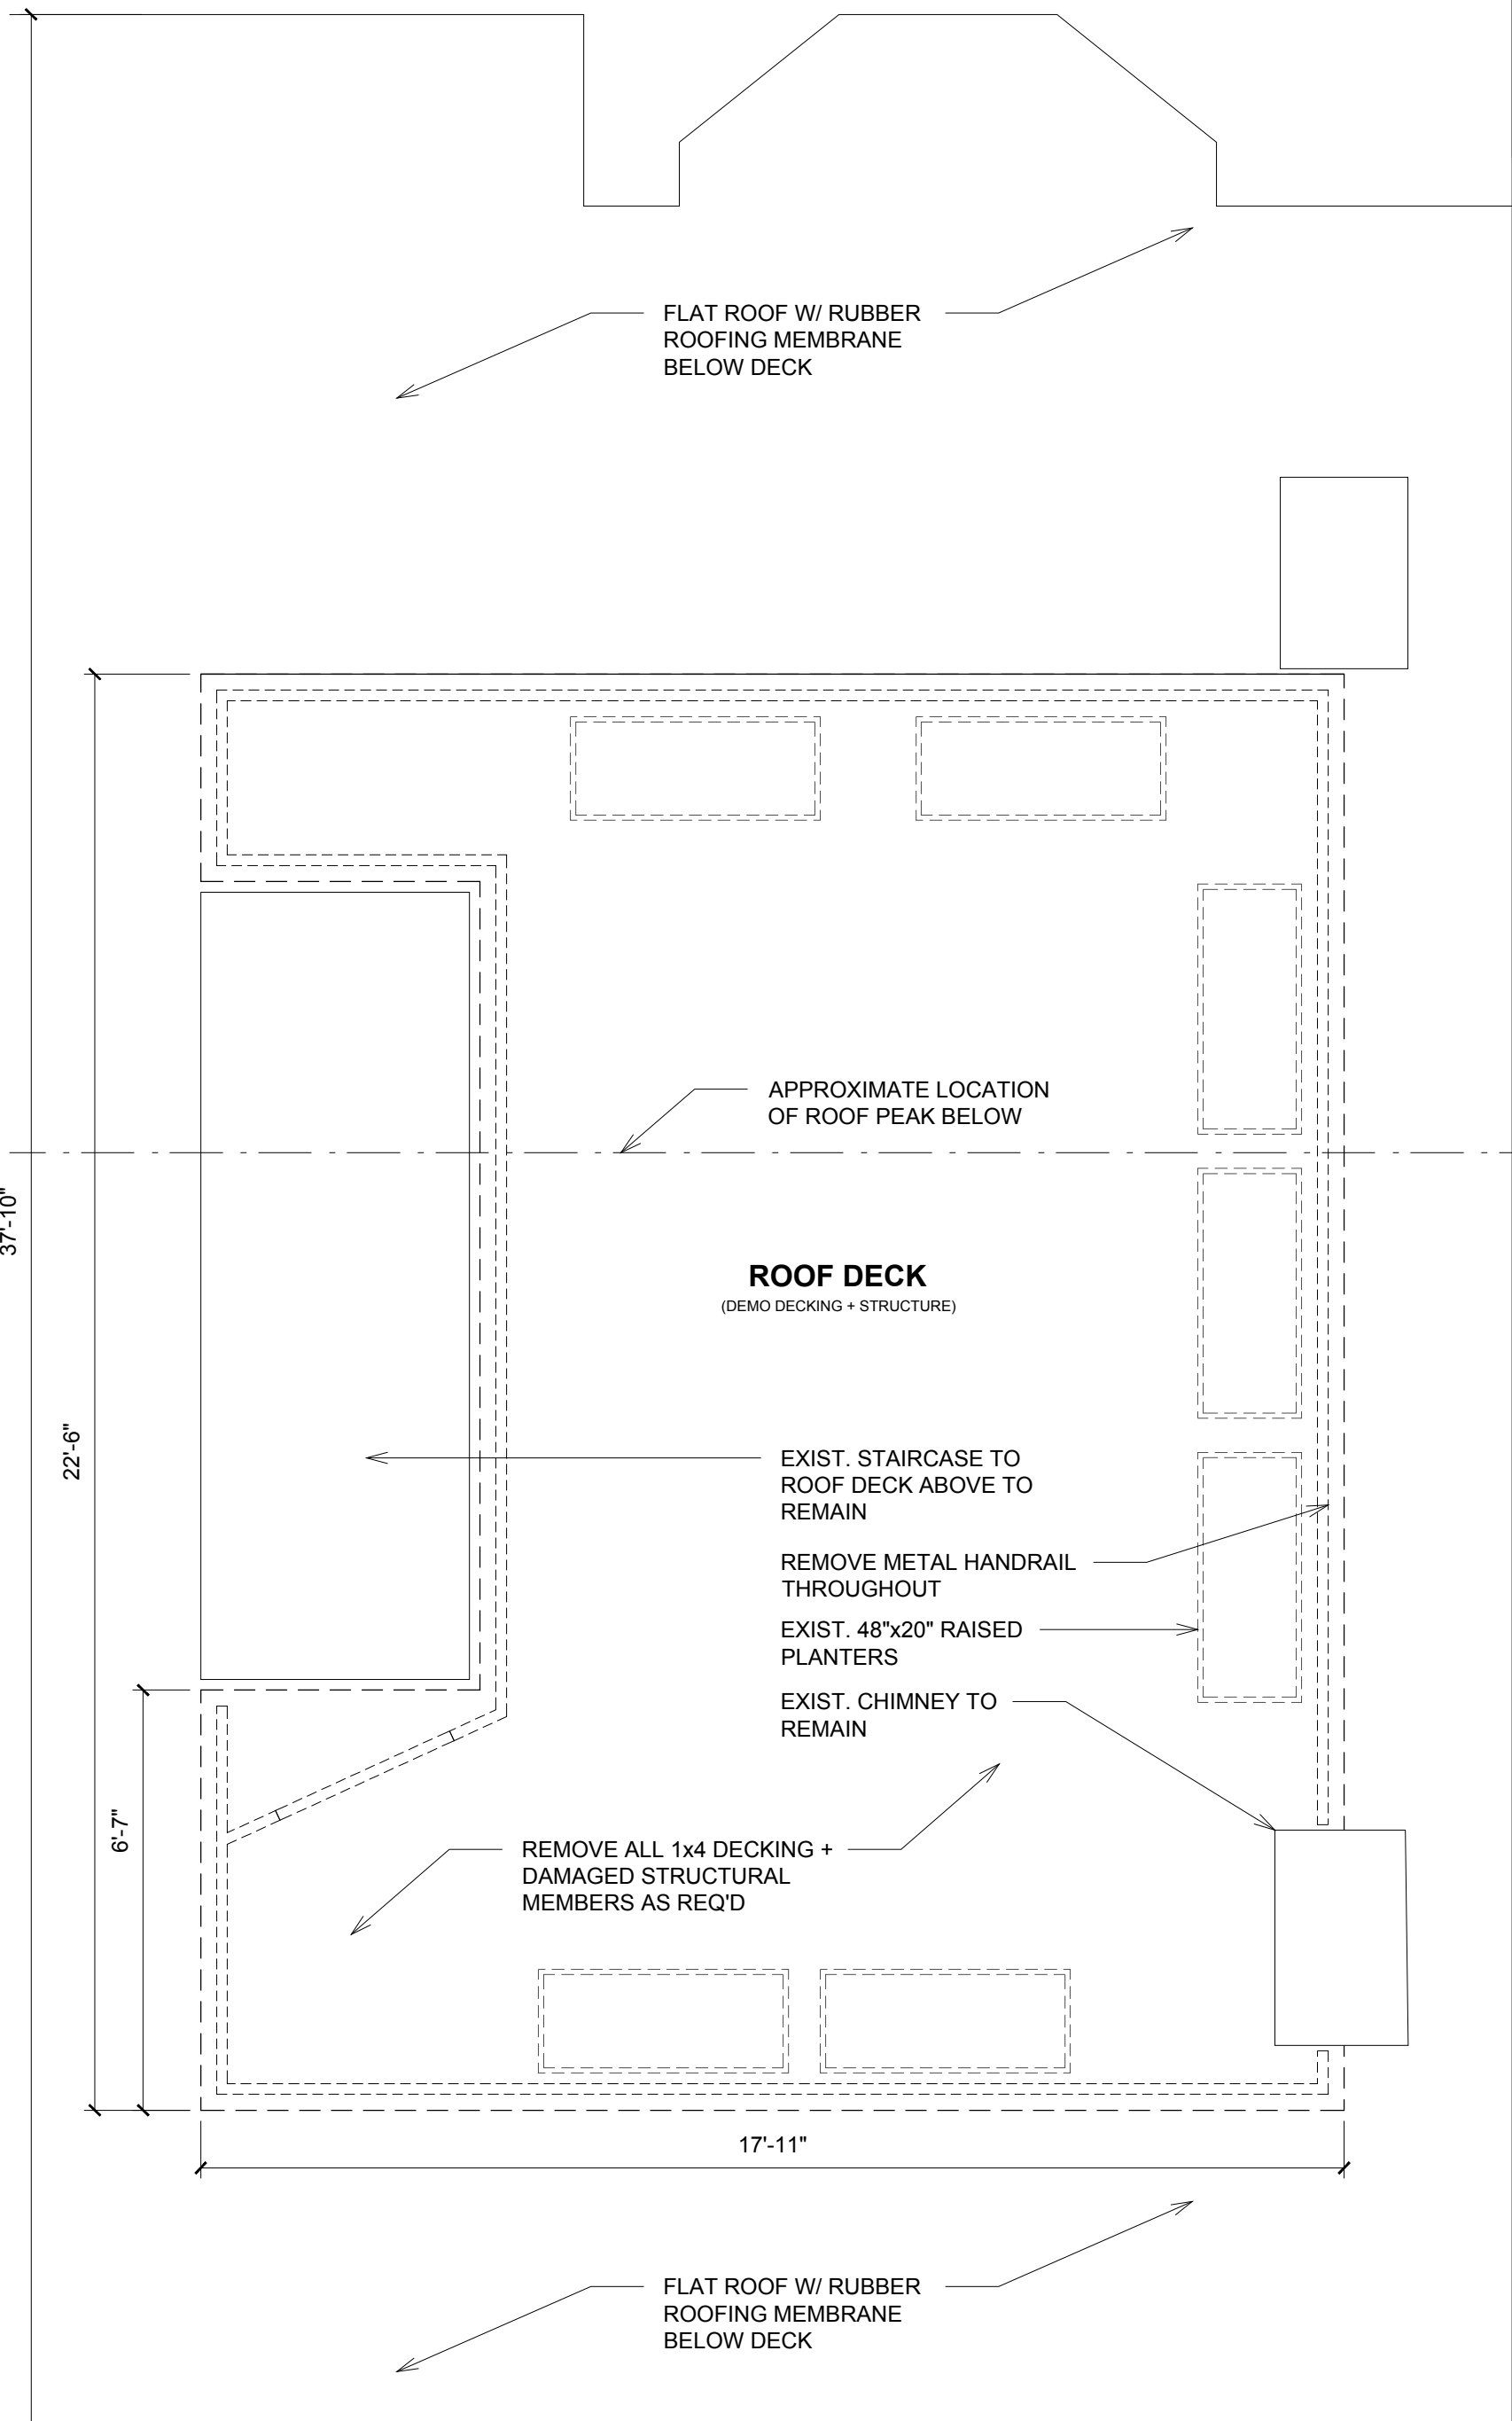 FLAT ROOF W/ RUBBER
ROOFING MEMBRANE
BELOW DECK
APPROXIMATE LOCATION
OF ROOF PEAK BELOW
37'-10"
ROOF DECK
(DEMO DECKING + STRUCTURE)
22'-6"
EXIST. STAIRCASE TO
ROOF DECK ABOVE TO
REMAIN
REMOVE METAL HANDRAIL
THROUGHOUT
EXIST. 48"x20" RAISED
PLANTERS
EXIST. CHIMNEY TO
REMAIN
6'-7"
REMOVE ALL 1x4 DECKING +
DAMAGED STRUCTURAL
MEMBERS AS REQ'D
17'-11"
FLAT ROOF W/ RUBBER
ROOFING MEMBRANE
BELOW DECK